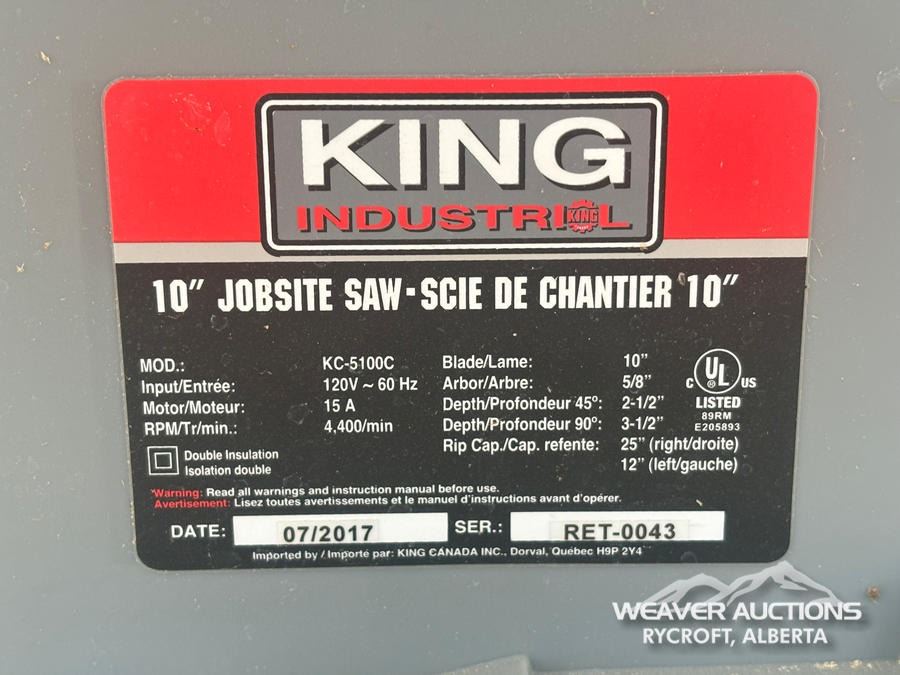 KING
INDUSTRIAL
KING
10" JOBSITE SAW · SCIE DE CHANTIER 10"
MOD.: KC-5100C
Input/Entrée: 120V ~ 60 Hz
Motor/Moteur: 15 A
RPM/Tr/min.: 4,400/min
Double Insulation
Isolation double
Blade/Lame: 10"
Arbor/Arbre: 5/8"
Depth/Profondeur 45º: 2-1/2"
Depth/Profondeur 90º: 3-1/2"
Rip Cap./Cap. refente: 25" (right/droite)
12" (left/gauche)
C UL ® US
LISTED
89RM
E205893
*Warning: Read all warnings and instruction manual before use.
Avertisement: Lisez toutes avertissements et le manuel d'instructions avant d'opérer.
DATE: 07/2017 SER.: RET-0043
Imported by / Importé par: KING CANADA INC., Dorval, Québec H9P 2Y4
WEAVER AUCTIONS
RYCROFT, ALBERTA